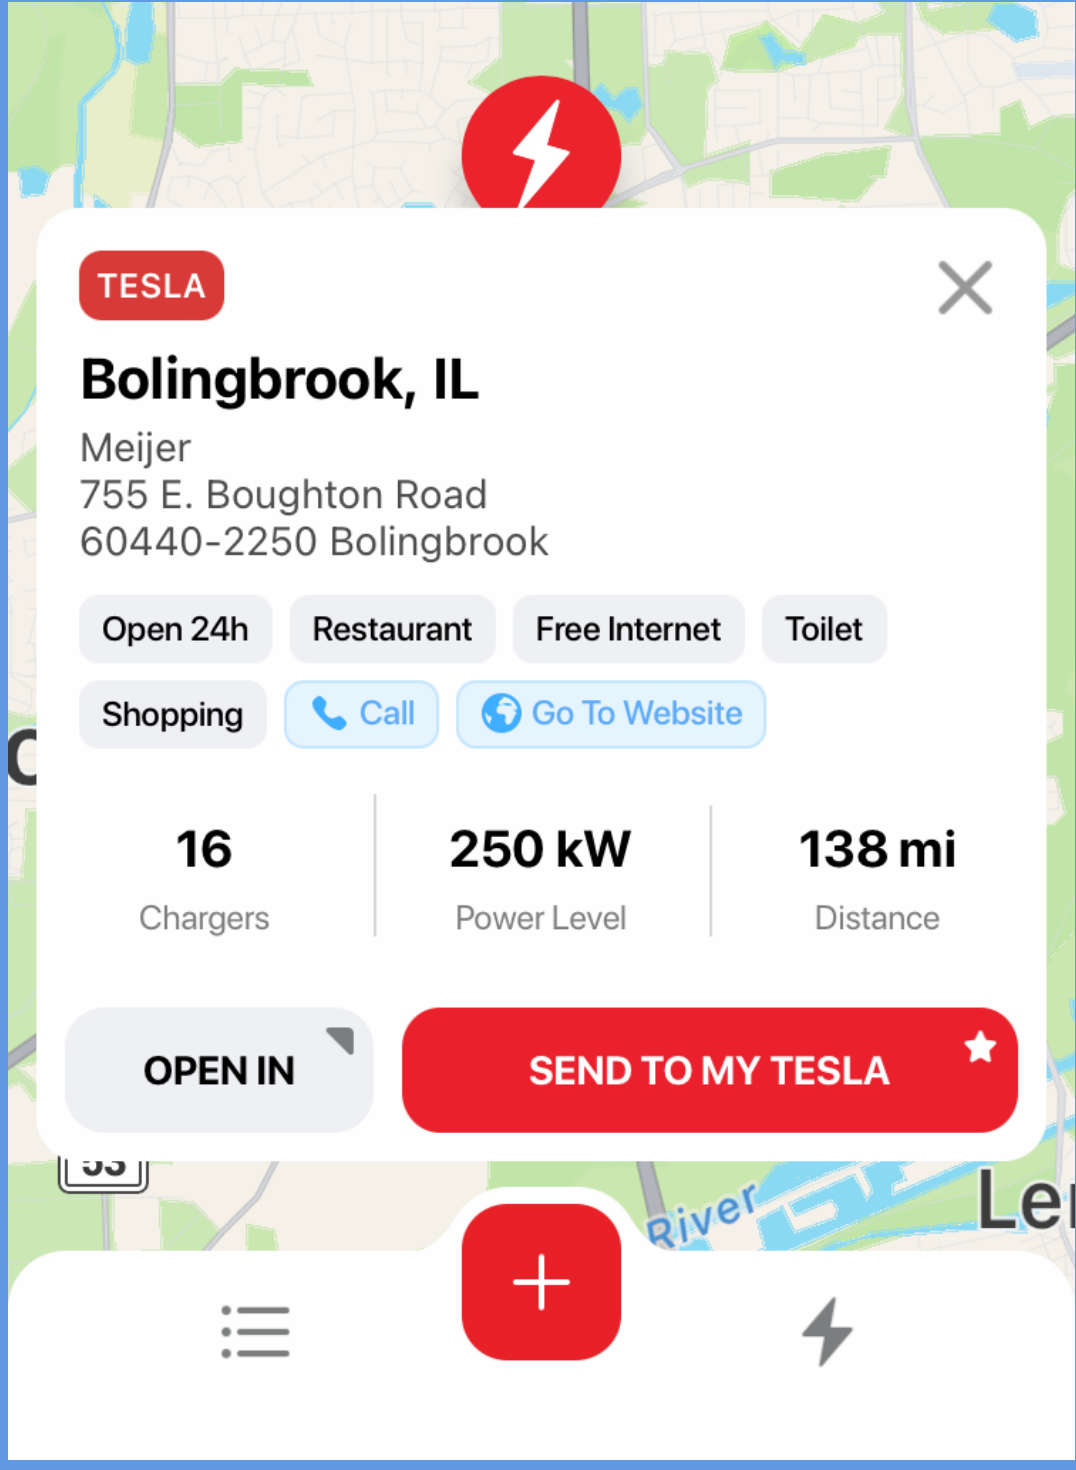 TESLA
Bolingbrook, IL
Meijer
755 E. Boughton Road
60440-2250 Bolingbrook
Open 24h Restaurant Free Internet Toilet
Shopping Call Go To Website
16 250 kW 138 mi
Chargers Power Level Distance
OPEN IN SEND TO MY TESLA
53
River